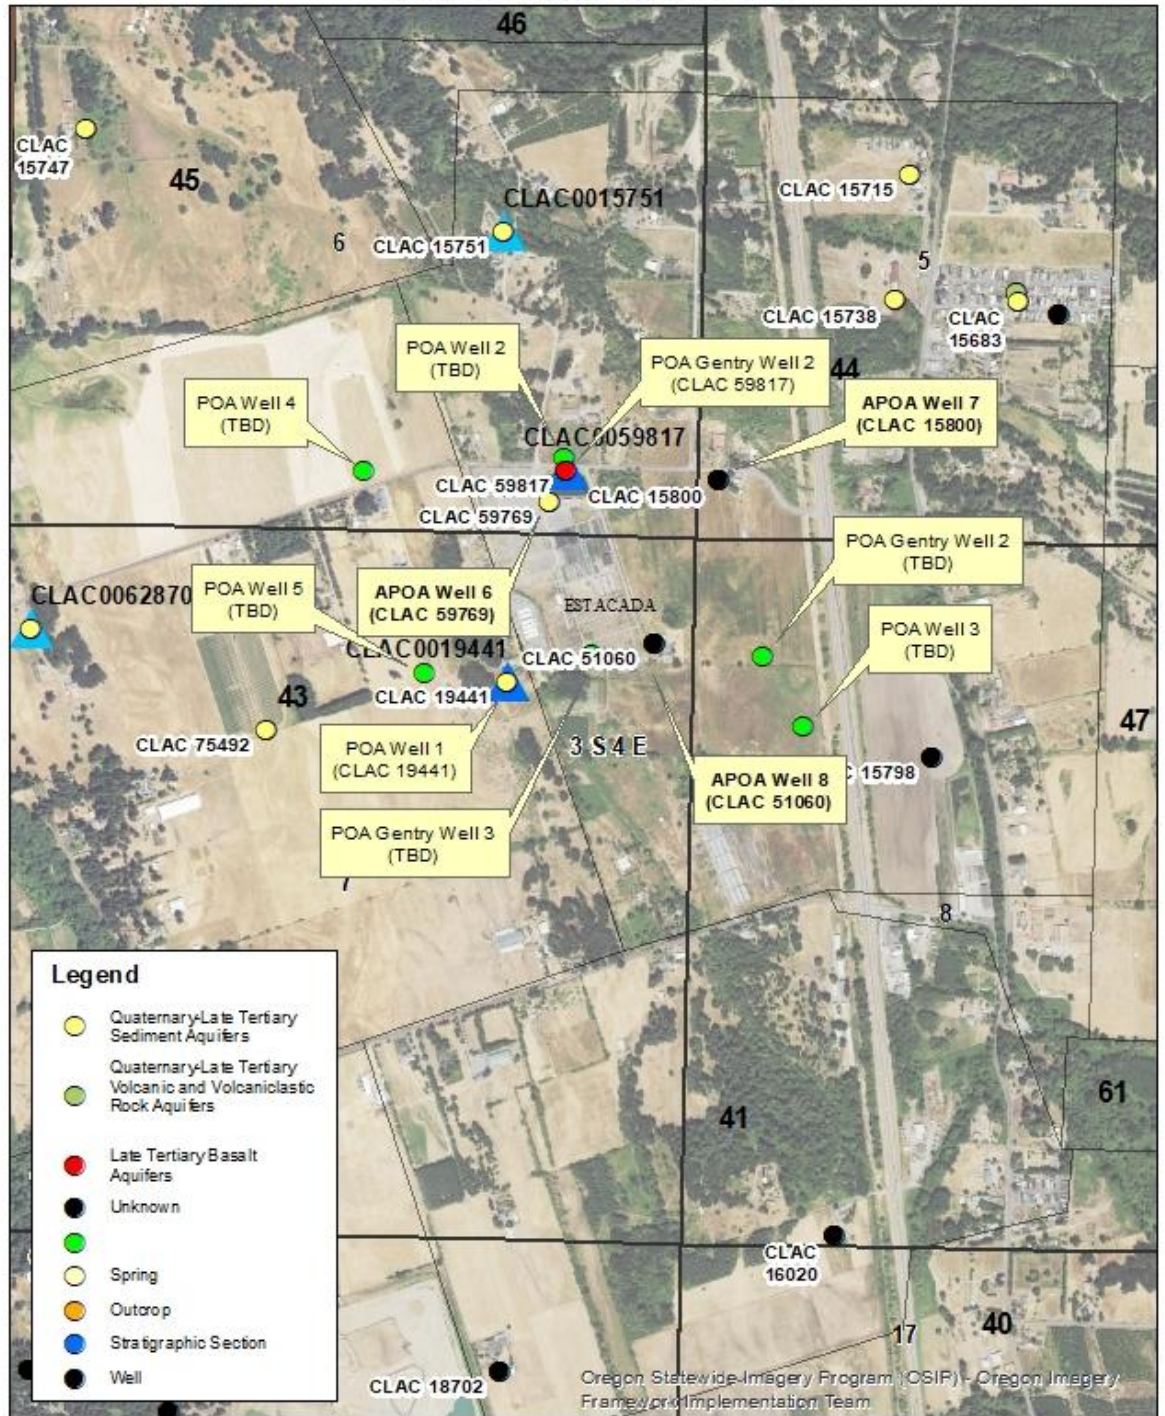 46
CLAC
15747
45
CLAC 15715
CLAC0015751
6
CLAC 15751
5
CLAC 15738
CLAC
15683
POA Well 2
(TBD)
POA Gentry Well 2
(CLAC 59817)
44
POA Well 4
(TBD)
APOA Well 7
(CLAC 15800)
CLAC0059817
CLAC 59817
CLAC 15800
CLAC 59769
POA Gentry Well 2
(TBD)
47
CLAC0062870
POA Well 5
(TBD)
APOA Well 6
(CLAC 59769)
ESTACADA
POA Well 3
(TBD)
CLAC0019441
CLAC 51060
CLAC 19441
43
CLAC 75492
POA Well 1
(CLAC 19441)
3 S 4 E
APOA Well 8
(CLAC 51060)
C 15798
POA Gentry Well 3
(TBD)
7
8
Legend
Quaternary-Late Tertiary
Sediment Aquifers
Quaternary-Late Tertiary
Volcanic and Volcaniclastic
Rock Aquifers
Late Tertiary Basalt
Aquifers
Unknown
Spring
Outcrop
Stratigraphic Section
Well
61
41
CLAC
16020
40
17
CLAC 18702
Oregon Statewide Imagery Program (OSIP) - Oregon Imagery
Framework Implementation Team